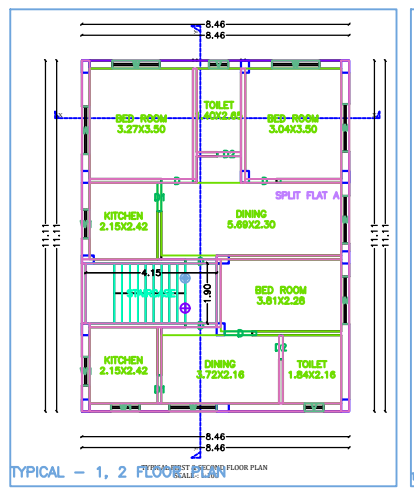 8.46
8.46
BED ROOM
3.27X3.50
TOILET
BED ROOM
3.04X3.50
SPLIT FLAT A
KITCHEN
2.15X2.42
DINING
5.69X2.30
11.11
11.11
11.11
11.11
4.15
1.90
BED ROOM
3.81X2.28
KITCHEN
2.15X2.42
DINING
3.72X2.16
TOILET
1.84X2.16
8.46
8.46
TYPICAL - 1, 2 FLOOR PLAN
TYPICAL FIRST & SECOND FLOOR PLAN